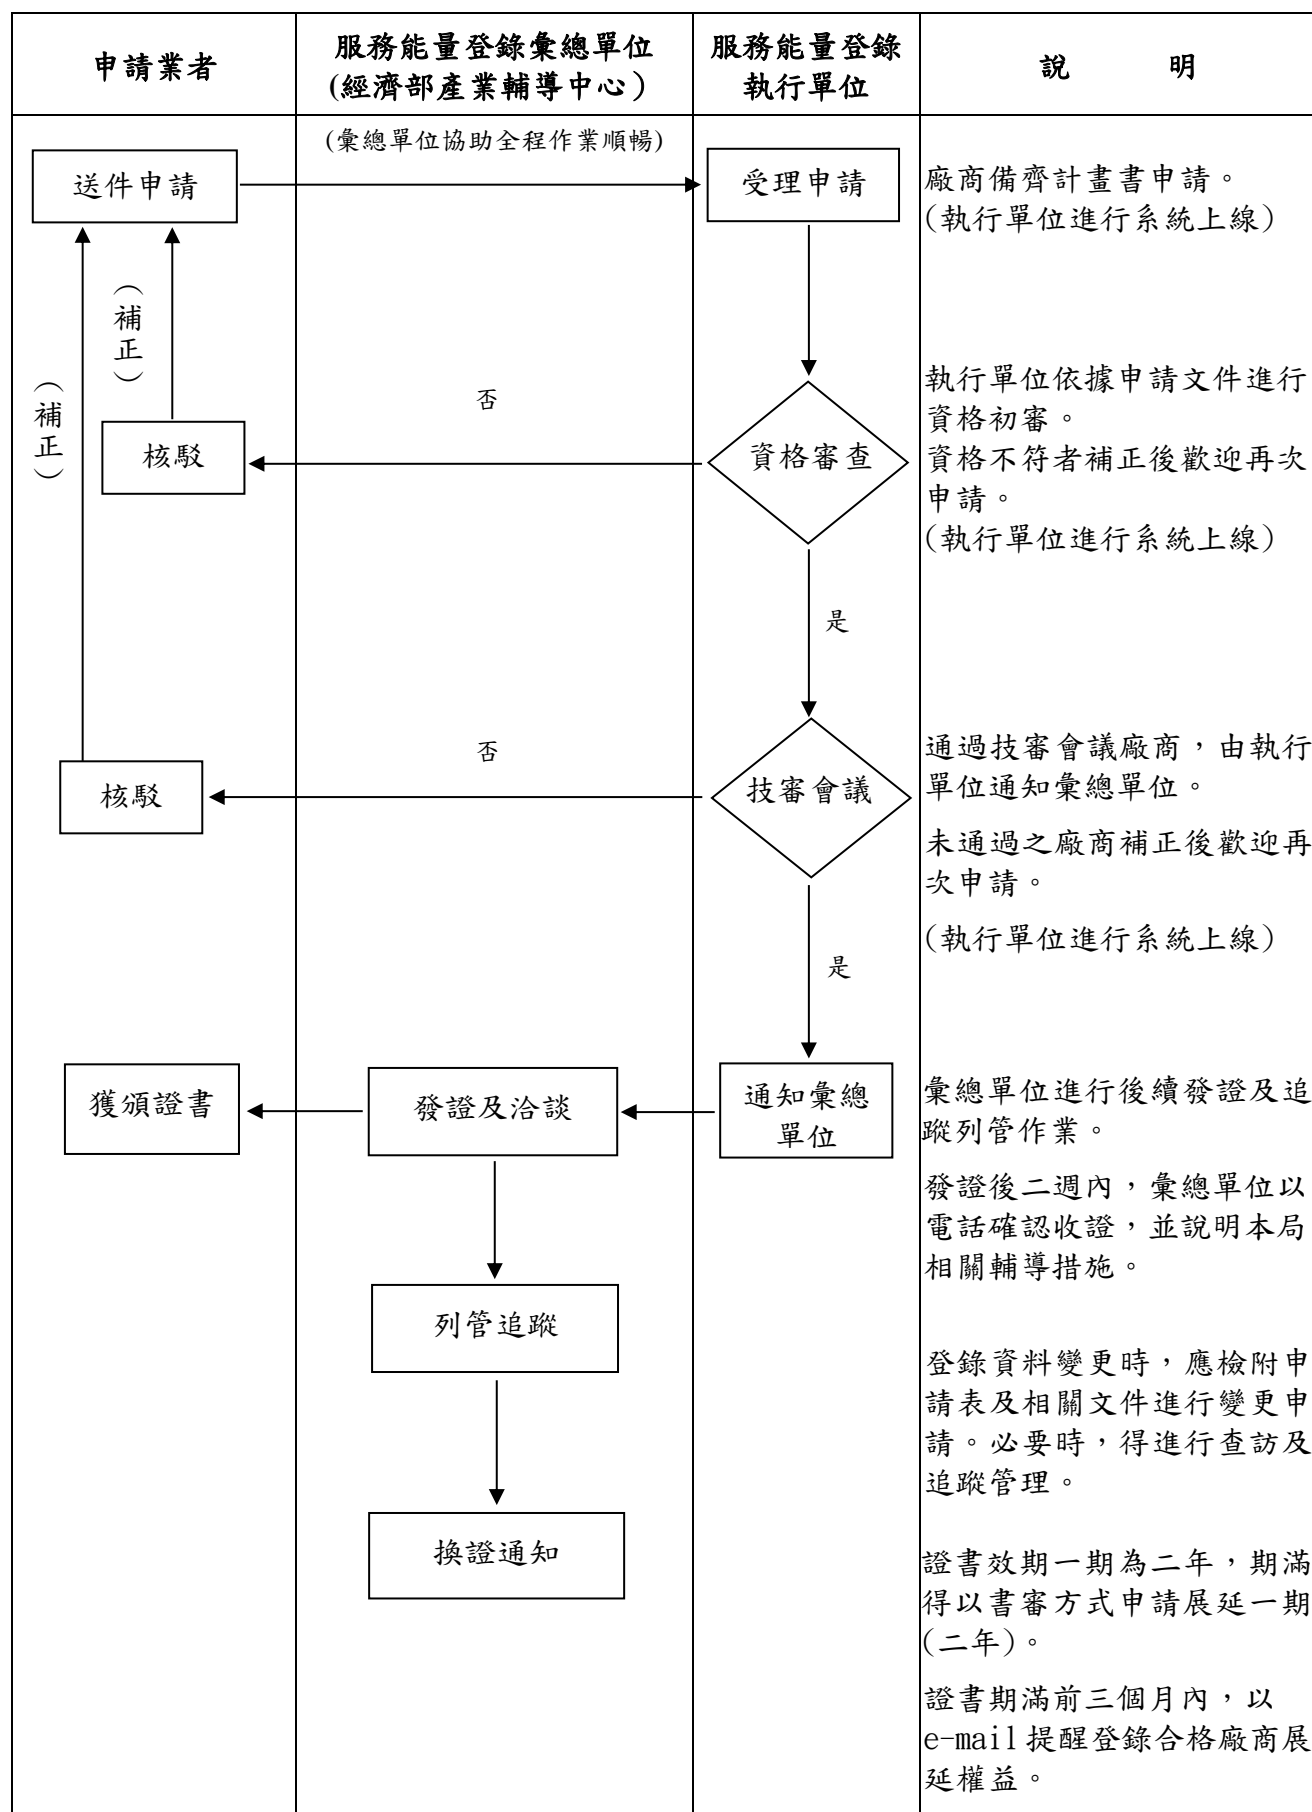 申請業者
服務能量登錄彙總單位
(經濟部產業輔導中心)
服務能量登錄
執行單位
說 明
(彙總單位協助全程作業順暢)
送件申請
受理申請
廠商備齊計畫書申請。
(執行單位進行系統上線)
(補正)
(補正)
否
核駁
資格審查
執行單位依據申請文件進行
資格初審。
資格不符者補正後歡迎再次
申請。
(執行單位進行系統上線)
是
否
核駁
技審會議
通過技審會議廠商，由執行
單位通知彙總單位。
未通過之廠商補正後歡迎再
次申請。
(執行單位進行系統上線)
是
獲頒證書
發證及洽談
通知彙總
單位
彙總單位進行後續發證及追
蹤列管作業。
發證後二週內，彙總單位以
電話確認收證，並說明本局
相關輔導措施。
列管追蹤
登錄資料變更時，應檢附申
請表及相關文件進行變更申
請。必要時，得進行查訪及
追蹤管理。
換證通知
證書效期一期為二年，期滿
得以書審方式申請展延一期
(二年)。
證書期滿前三個月內，以
e-mail提醒登錄合格廠商展
延權益。